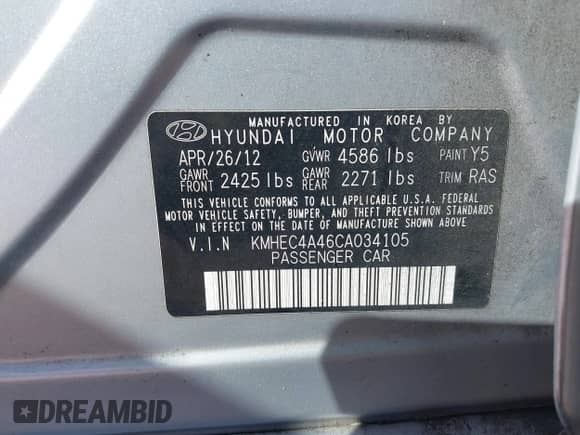 MANUFACTURED IN KOREA BY
HYUNDAI MOTOR COMPANY
APR/26/12 GVWR 4586 lbs PAINT Y5
GAWR FRONT 2425 lbs GAWR REAR 2271 lbs TRIM RAS
THIS VEHICLE CONFORMS TO ALL APPLICABLE U.S.A. FEDERAL
MOTOR VEHICLE SAFETY, BUMPER, AND THEFT PREVENTION STANDARDS
IN EFFECT ON THE DATE OF MANUFACTURE SHOWN ABOVE
V.I.N KMHEC4A46CA034105
PASSENGER CAR
DREAMBID